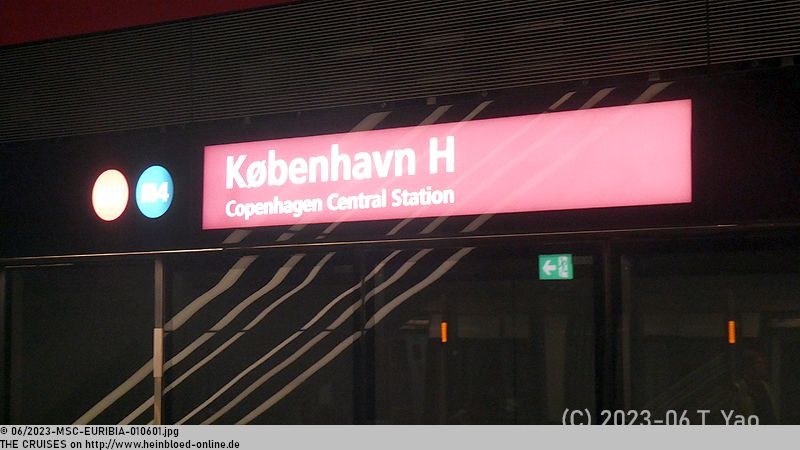 København H
Copenhagen Central Station
M4
(C) 2023-06 T. Yao
© 06/2023-MSC-EURIBIA-010601.jpg
THE CRUISES on http://www.heinbloed-online.de